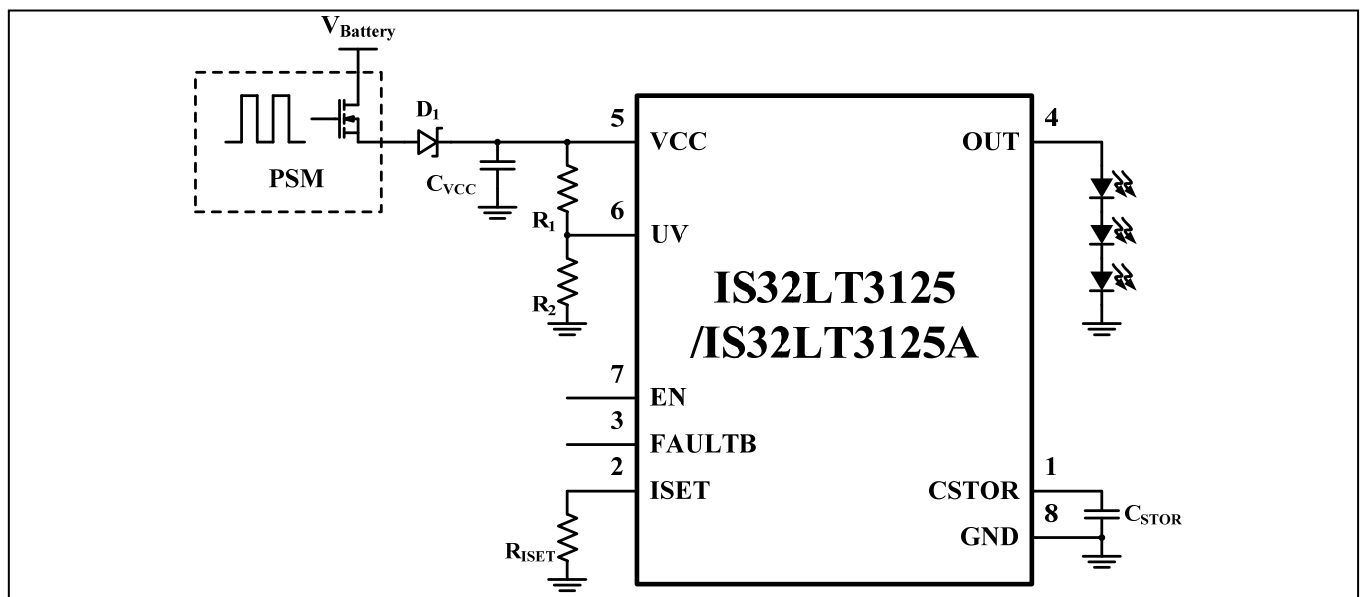 VBattery
PSM
D1
CVCC
R1
R2
5
VCC
6
UV
7
EN
3
FAULTB
2
ISET
RISET
IS32LT3125
/IS32LT3125A
4
OUT
1
CSTOR
8
GND
CSTOR